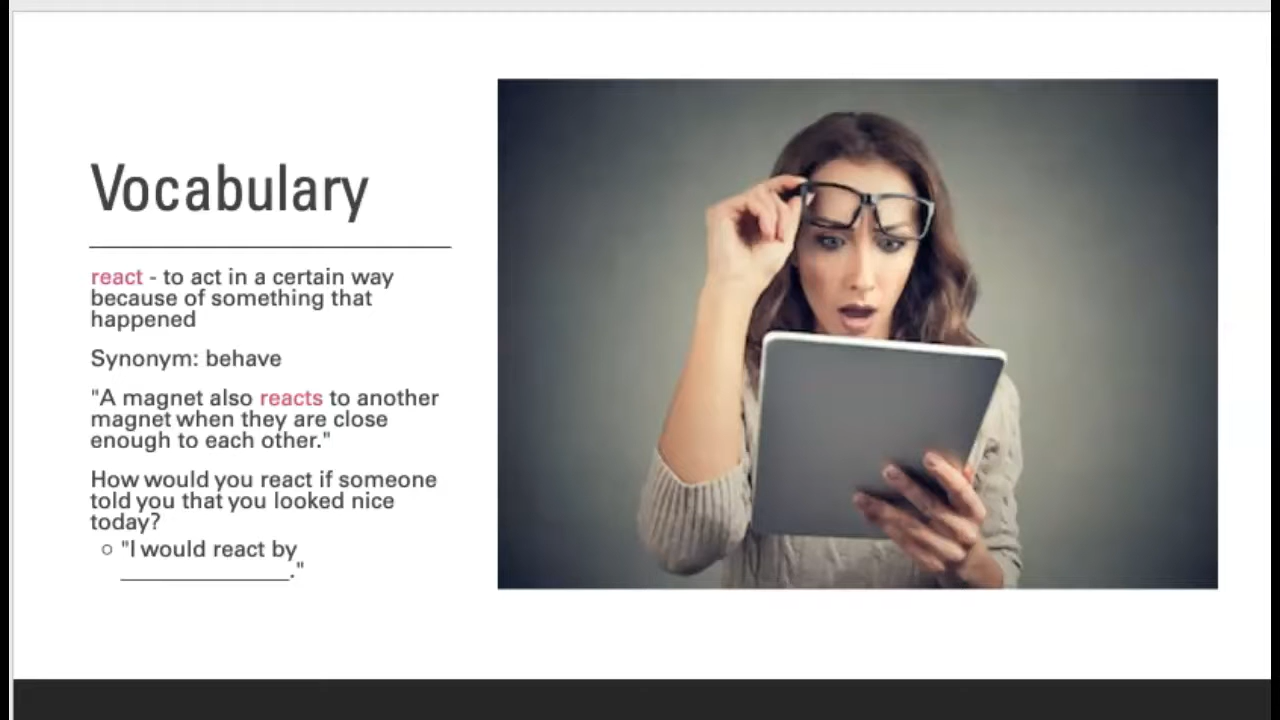 Vocabulary
react - to act in a certain way
because of something that
happened
Synonym: behave
"A magnet also reacts to another
magnet when they are close
enough to each other."
How would you react if someone
told you that you looked nice
today?
○ "I would react by
______________."